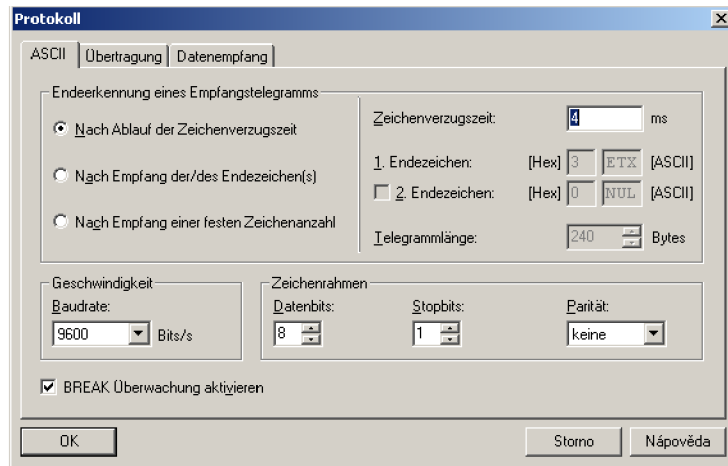 Protokoll
ASCII Übertragung Datenempfang
Endeerkennung eines Empfangstelegramms
Nach Ablauf der Zeichenverzugszeit
Nach Empfang der/des Endezeichen(s)
Nach Empfang einer festen Zeichenanzahl
Zeichenverzugszeit: 4 ms
1. Endezeichen: [Hex] 3 ETX [ASCII]
2. Endezeichen: [Hex] 0 NUL [ASCII]
Telegrammlänge: 240 Bytes
Geschwindigkeit
Baudrate:
9600 Bits/s
Zeichenrahmen
Datenbits: Stopbits: Parität:
8 1 keine
BREAK Überwachung aktivieren
OK Storno Nápověda